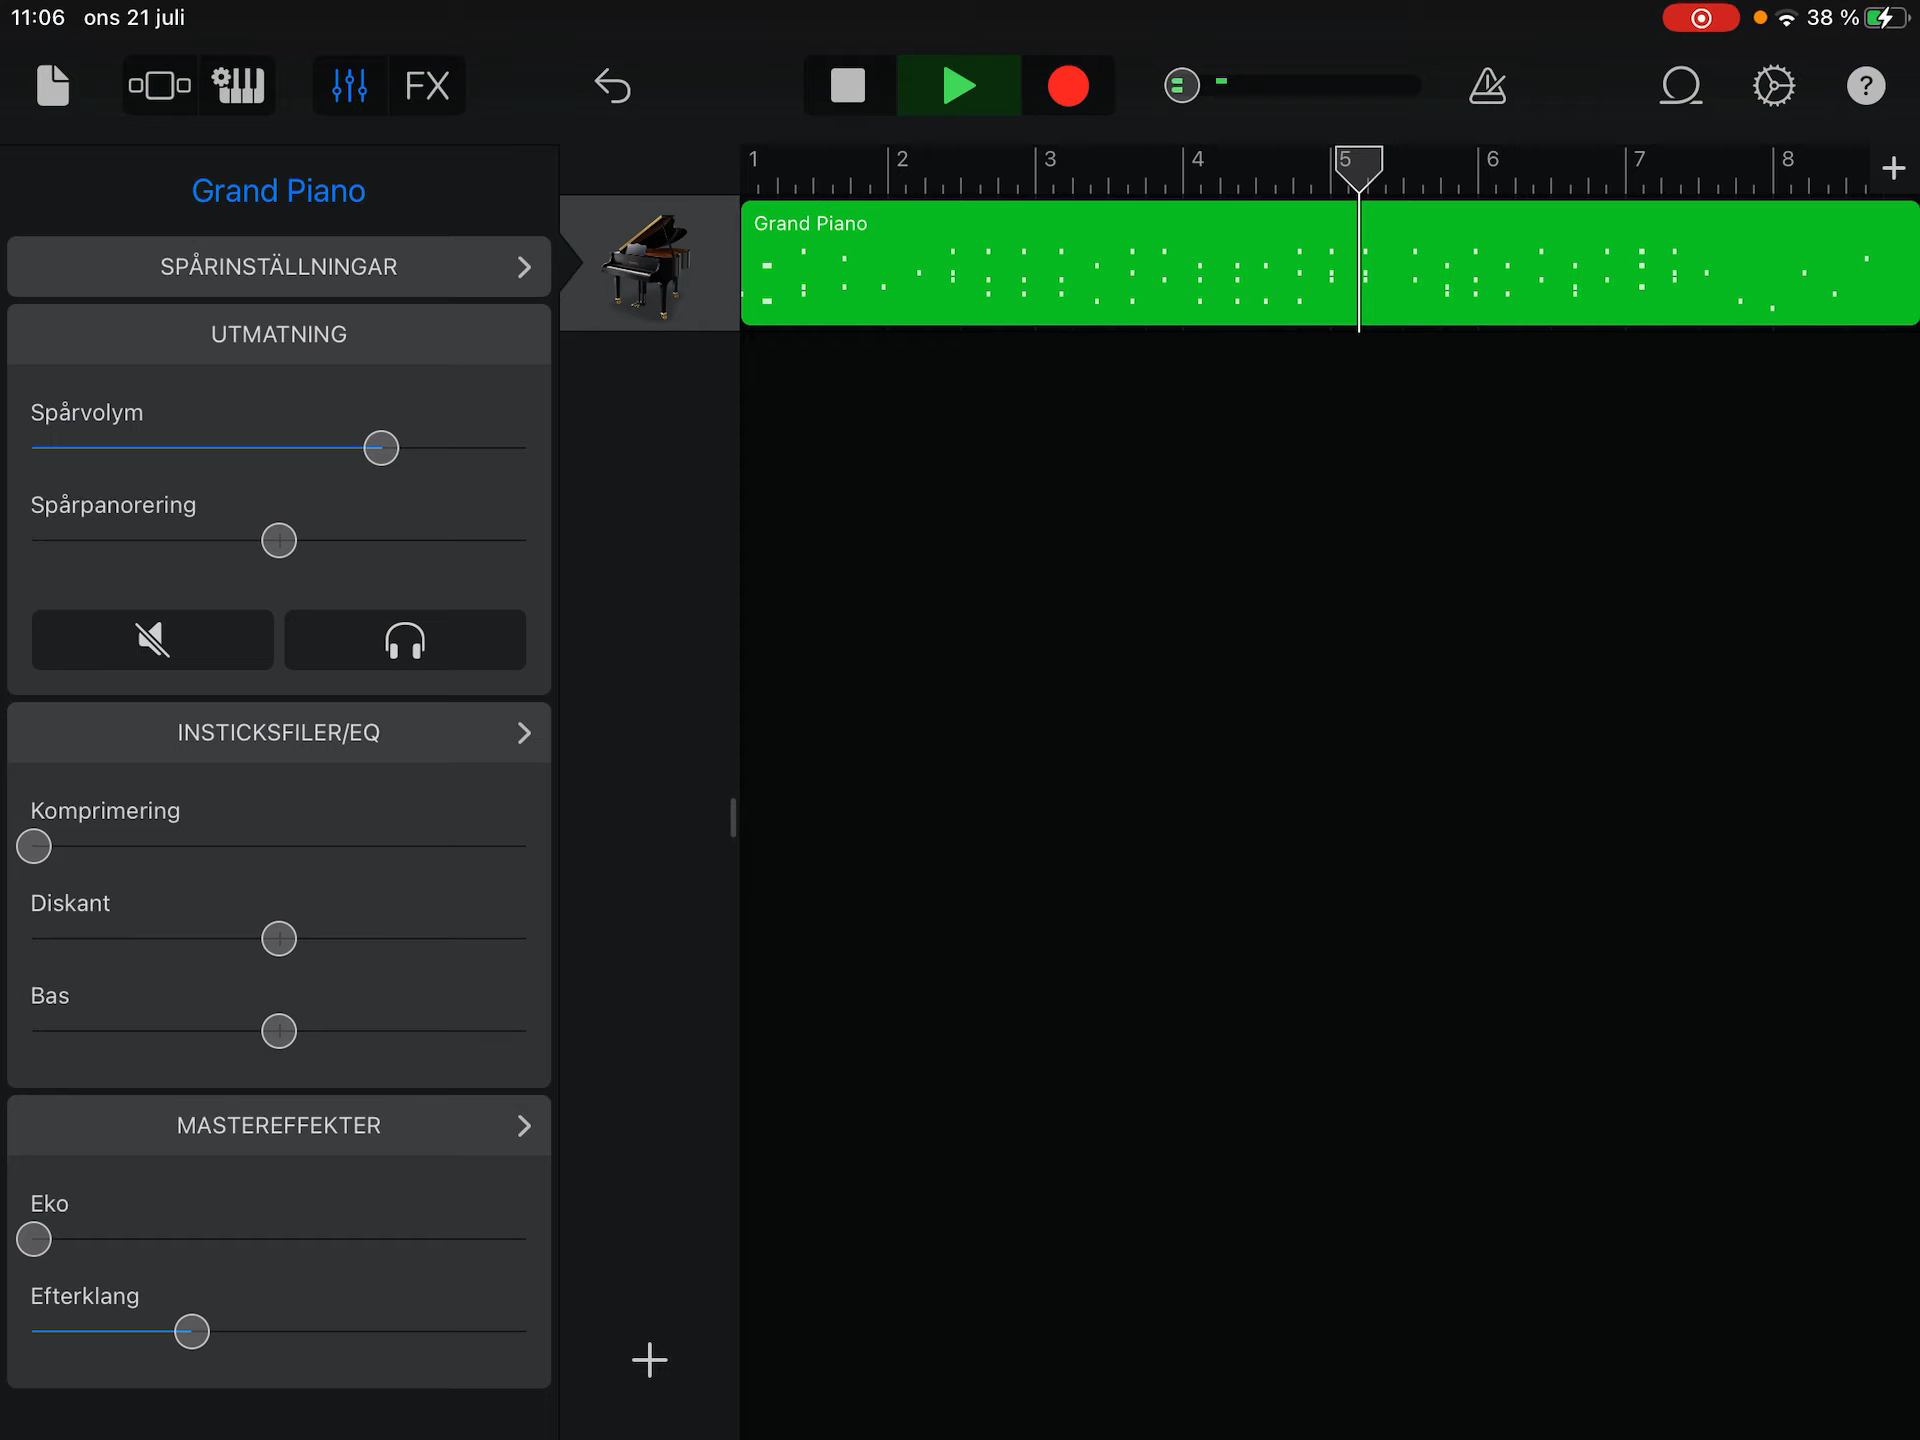 11:06 ons 21 juli 38 %
FX ?
Grand Piano
1 2 3 4 5 6 7 8
SPÅRINSTÄLLNINGAR
Grand Piano
UTMATNING
Spårvolym
Spårpanorering
INSTICKSFILER/EQ
Komprimering
Diskant
Bas
MASTEREFFEKTER
Eko
Efterklang